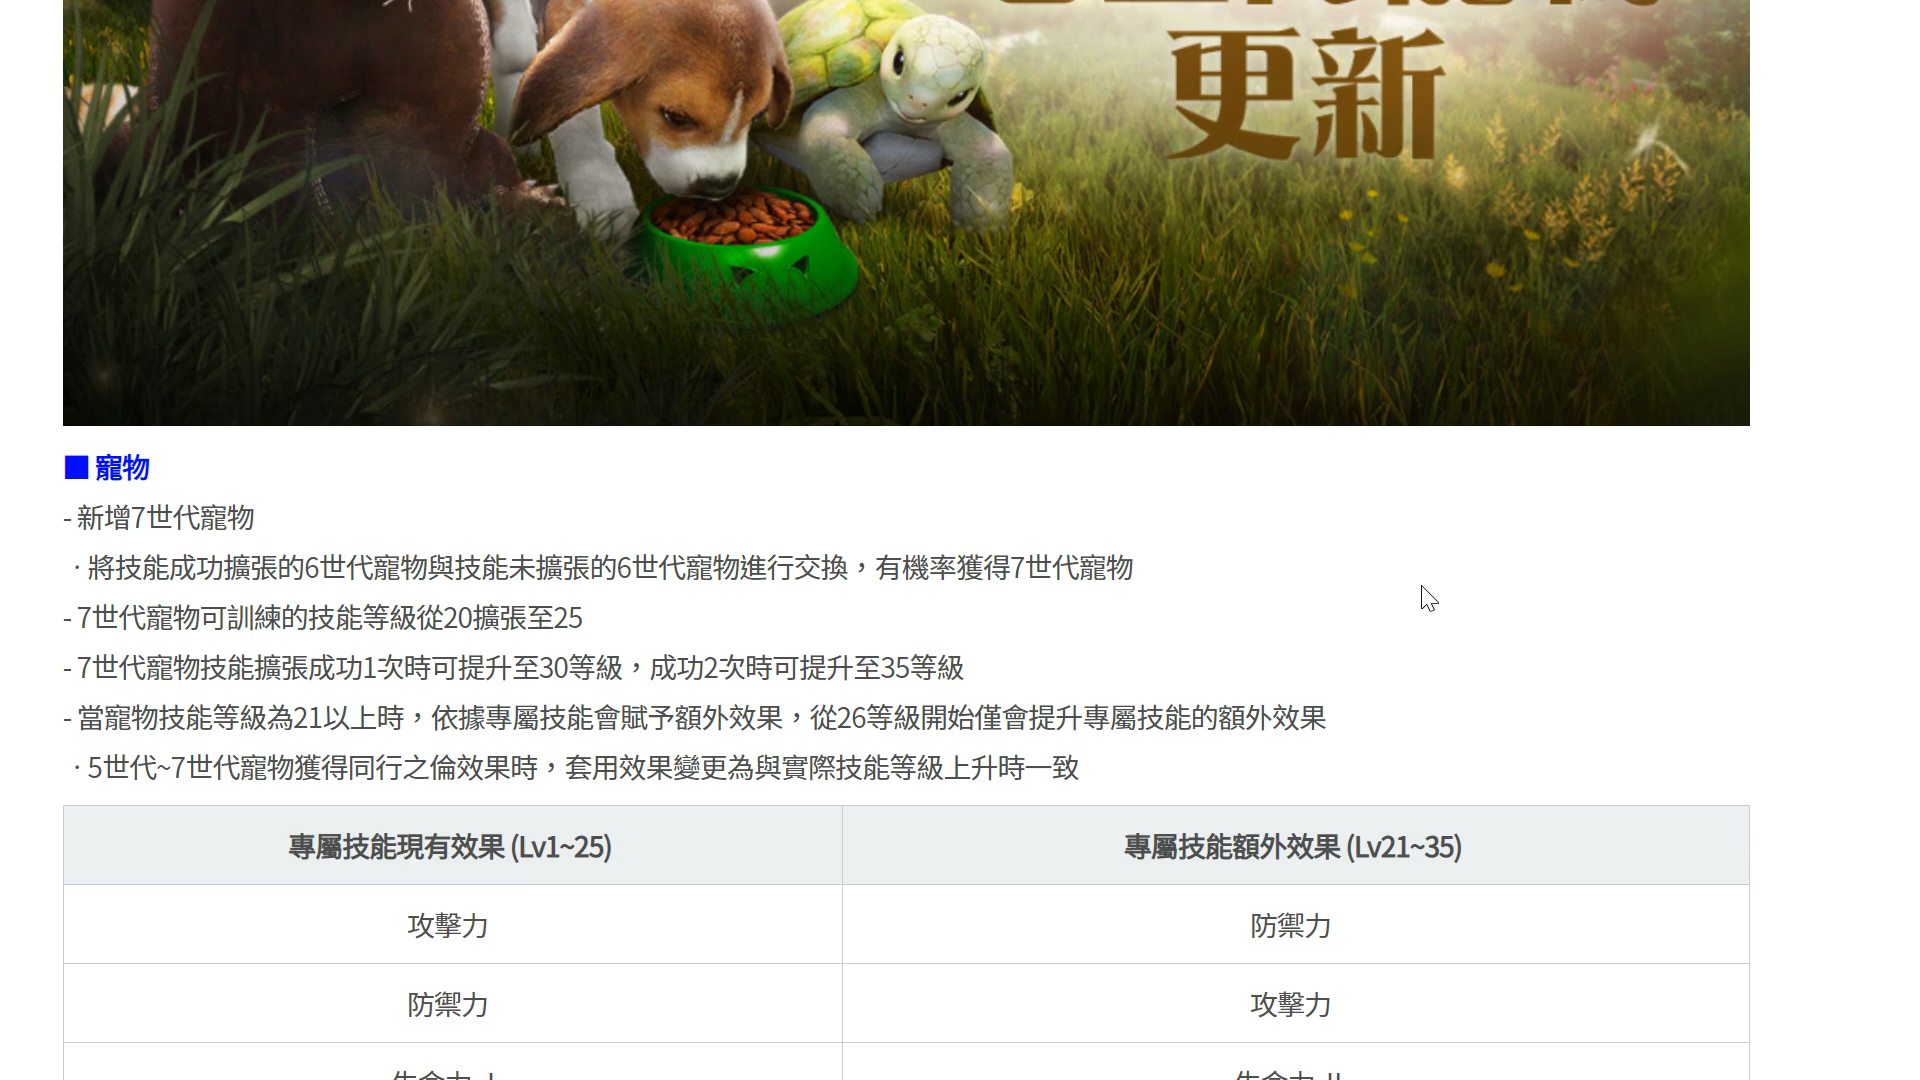 更新
■ 寵物
- 新增7世代寵物
· 將技能成功擴張的6世代寵物與技能未擴張的6世代寵物進行交換，有機率獲得7世代寵物
- 7世代寵物可訓練的技能等級從20擴張至25
- 7世代寵物技能擴張成功1次時可提升至30等級，成功2次時可提升至35等級
- 當寵物技能等級為21以上時，依據專屬技能會賦予額外效果，從26等級開始僅會提升專屬技能的額外效果
· 5世代~7世代寵物獲得同行之倫效果時，套用效果變更為與實際技能等級上升時一致
專屬技能現有效果 (Lv1~25) 專屬技能額外效果 (Lv21~35)
攻擊力 防禦力
防禦力 攻擊力